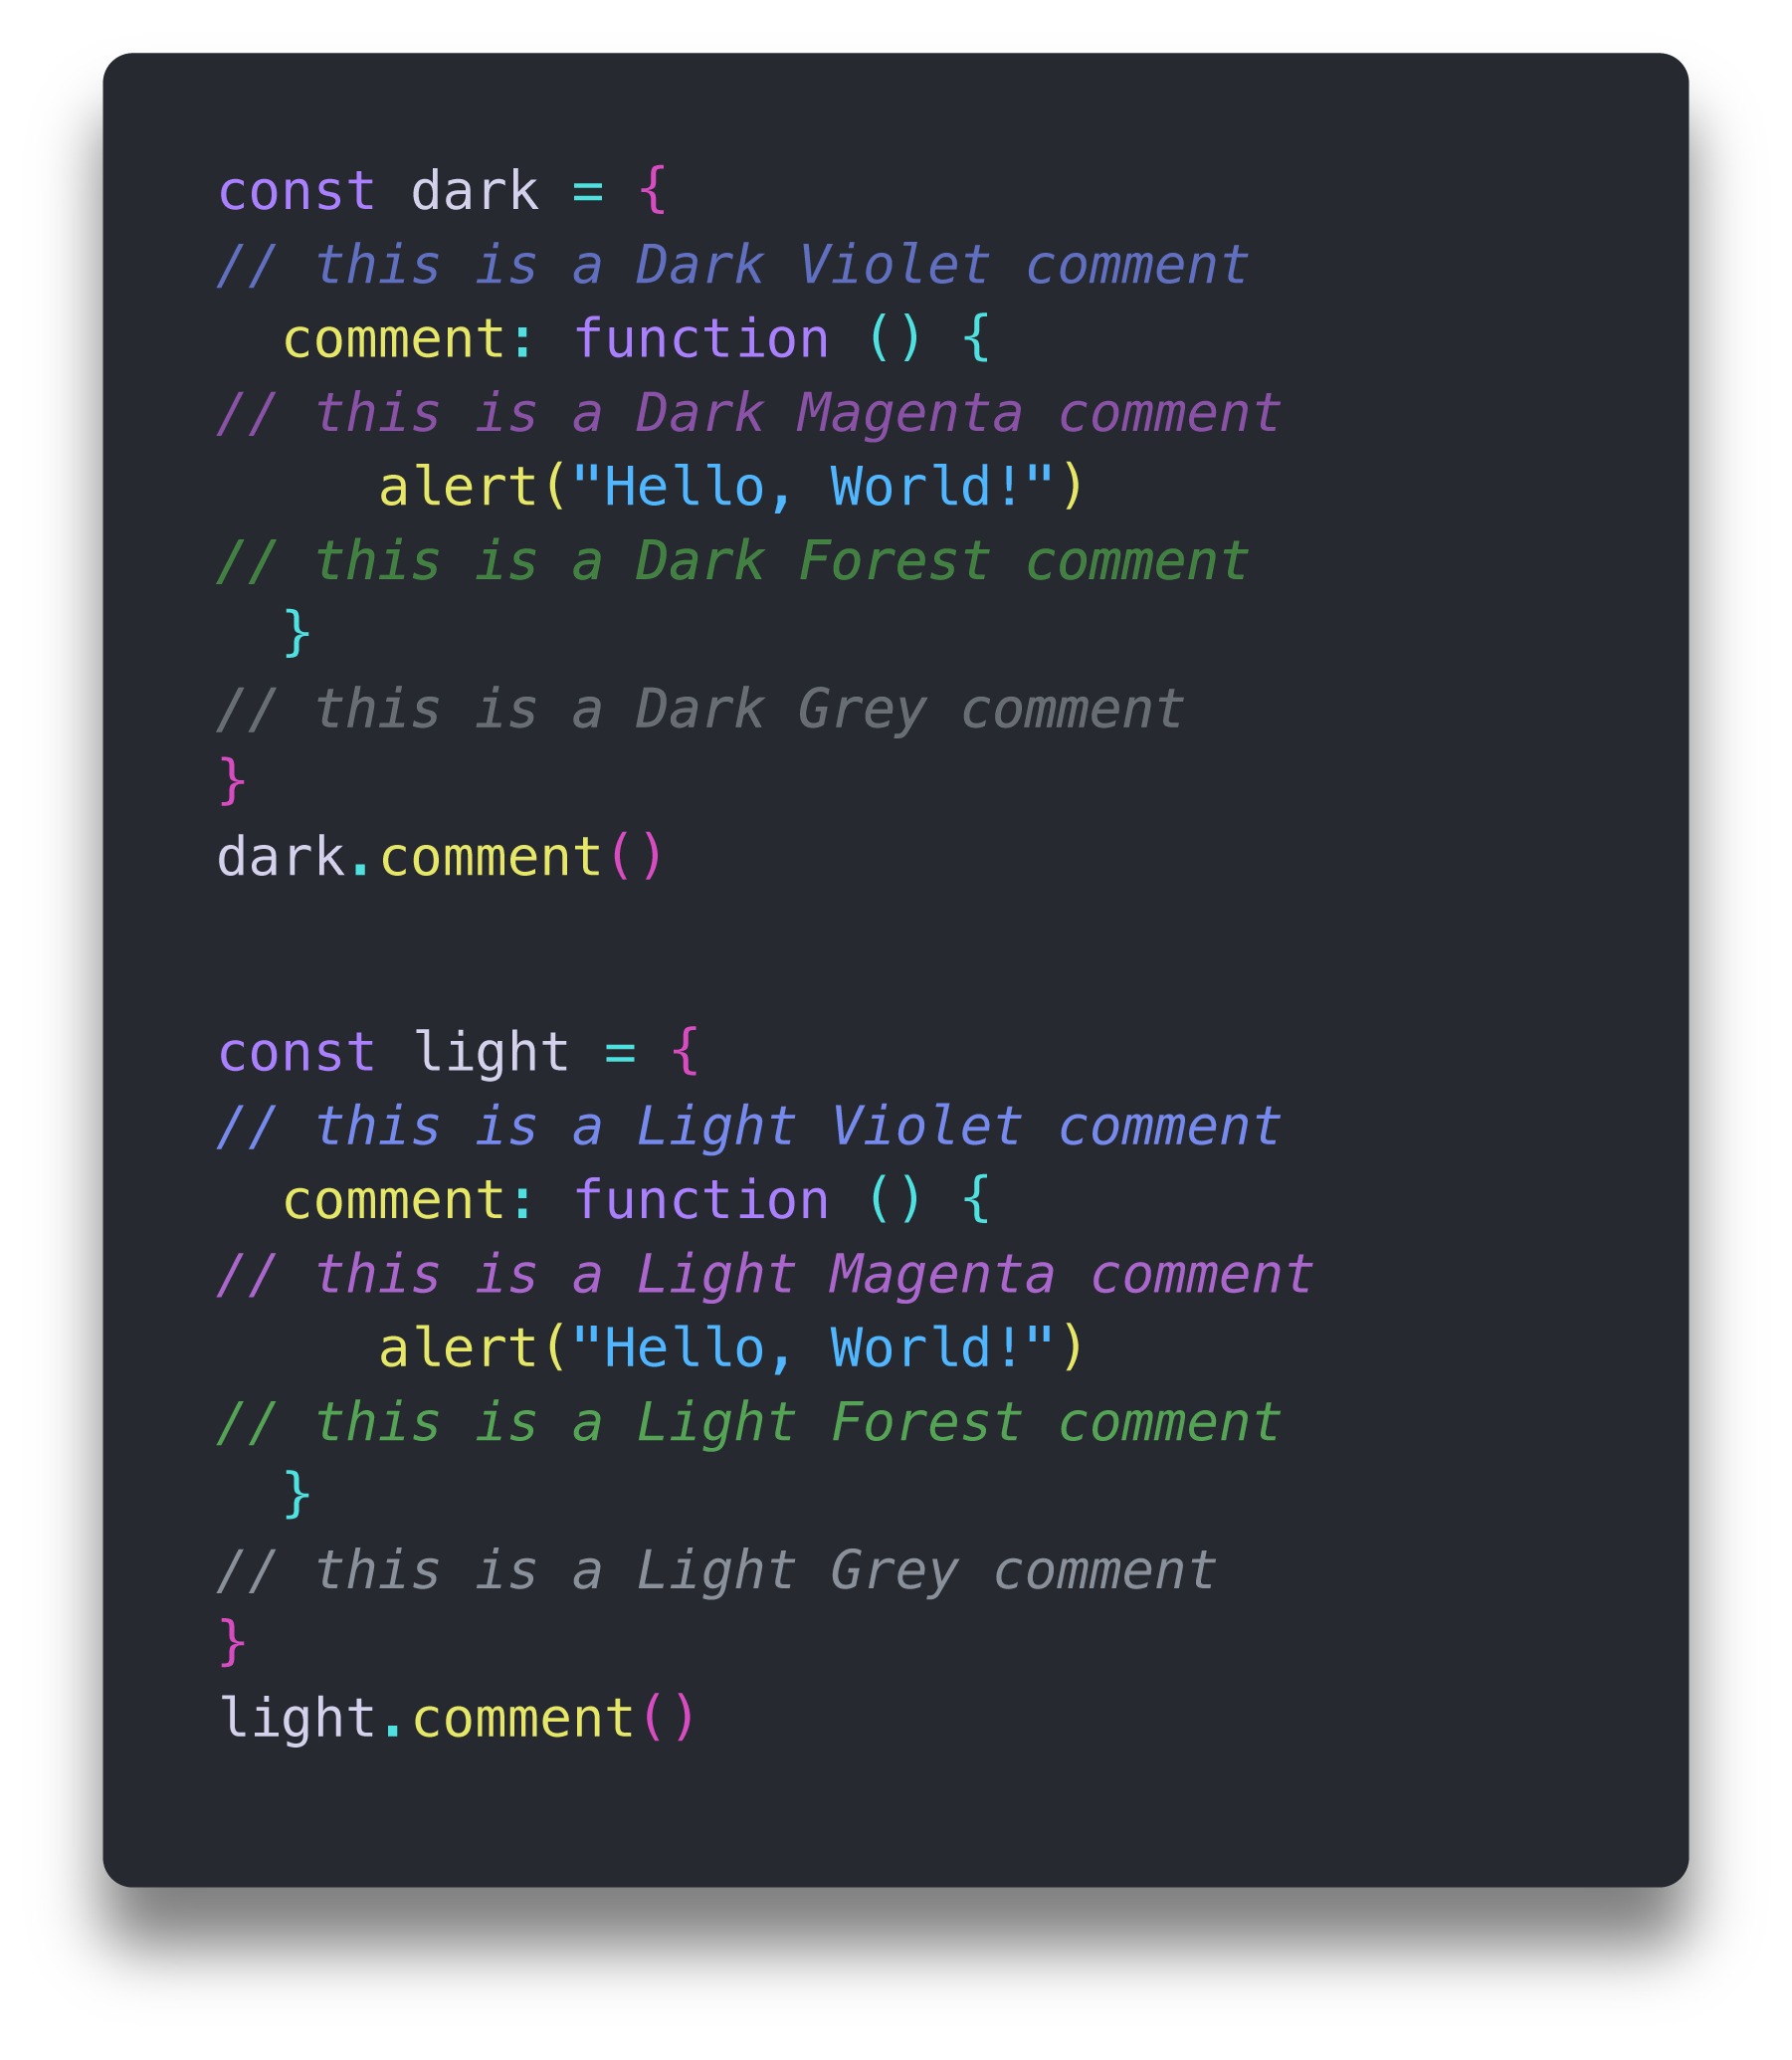 const dark = {
// this is a Dark Violet comment
  comment: function () {
// this is a Dark Magenta comment
     alert("Hello, World!")
// this is a Dark Forest comment
  }
// this is a Dark Grey comment
}
dark.comment()
const light = {
// this is a Light Violet comment
  comment: function () {
// this is a Light Magenta comment
     alert("Hello, World!")
// this is a Light Forest comment
  }
// this is a Light Grey comment
}
light.comment()